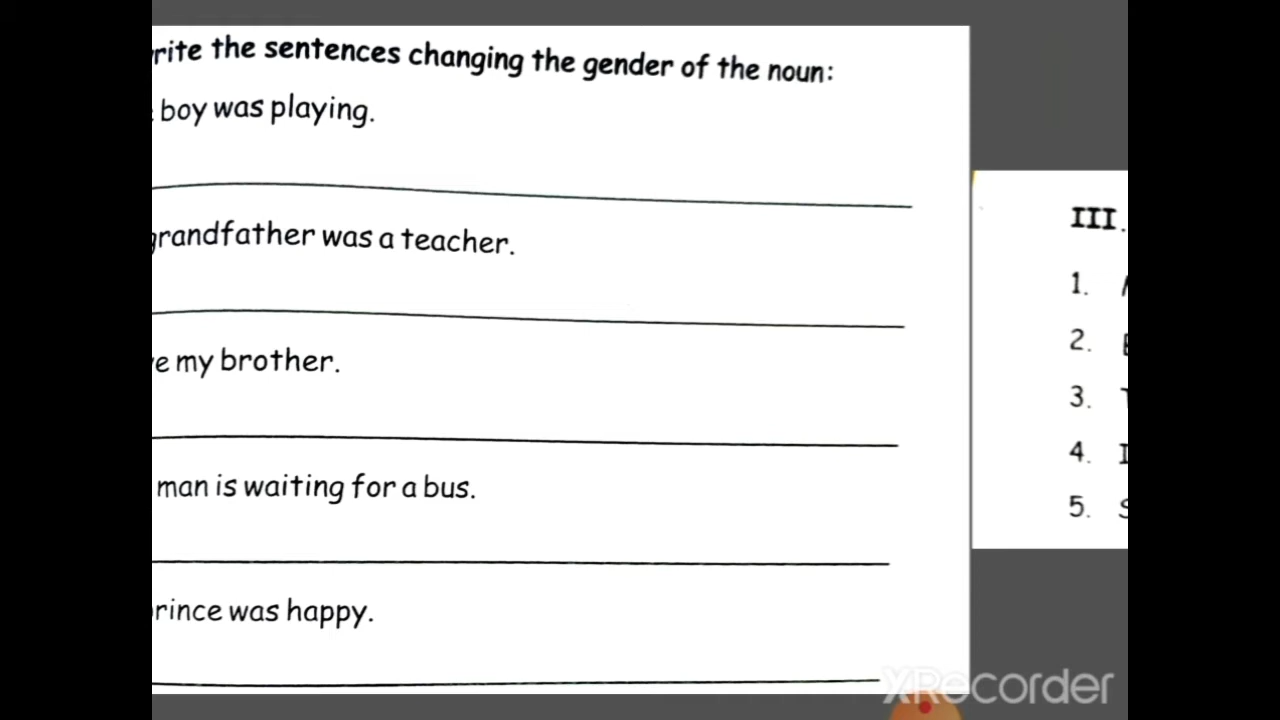 rite the sentences changing the gender of the noun:
boy was playing.
grandfather was a teacher.
e my brother.
man is waiting for a bus.
rince was happy.
III.
1.
2.
3.
4.
5.
XRecorder